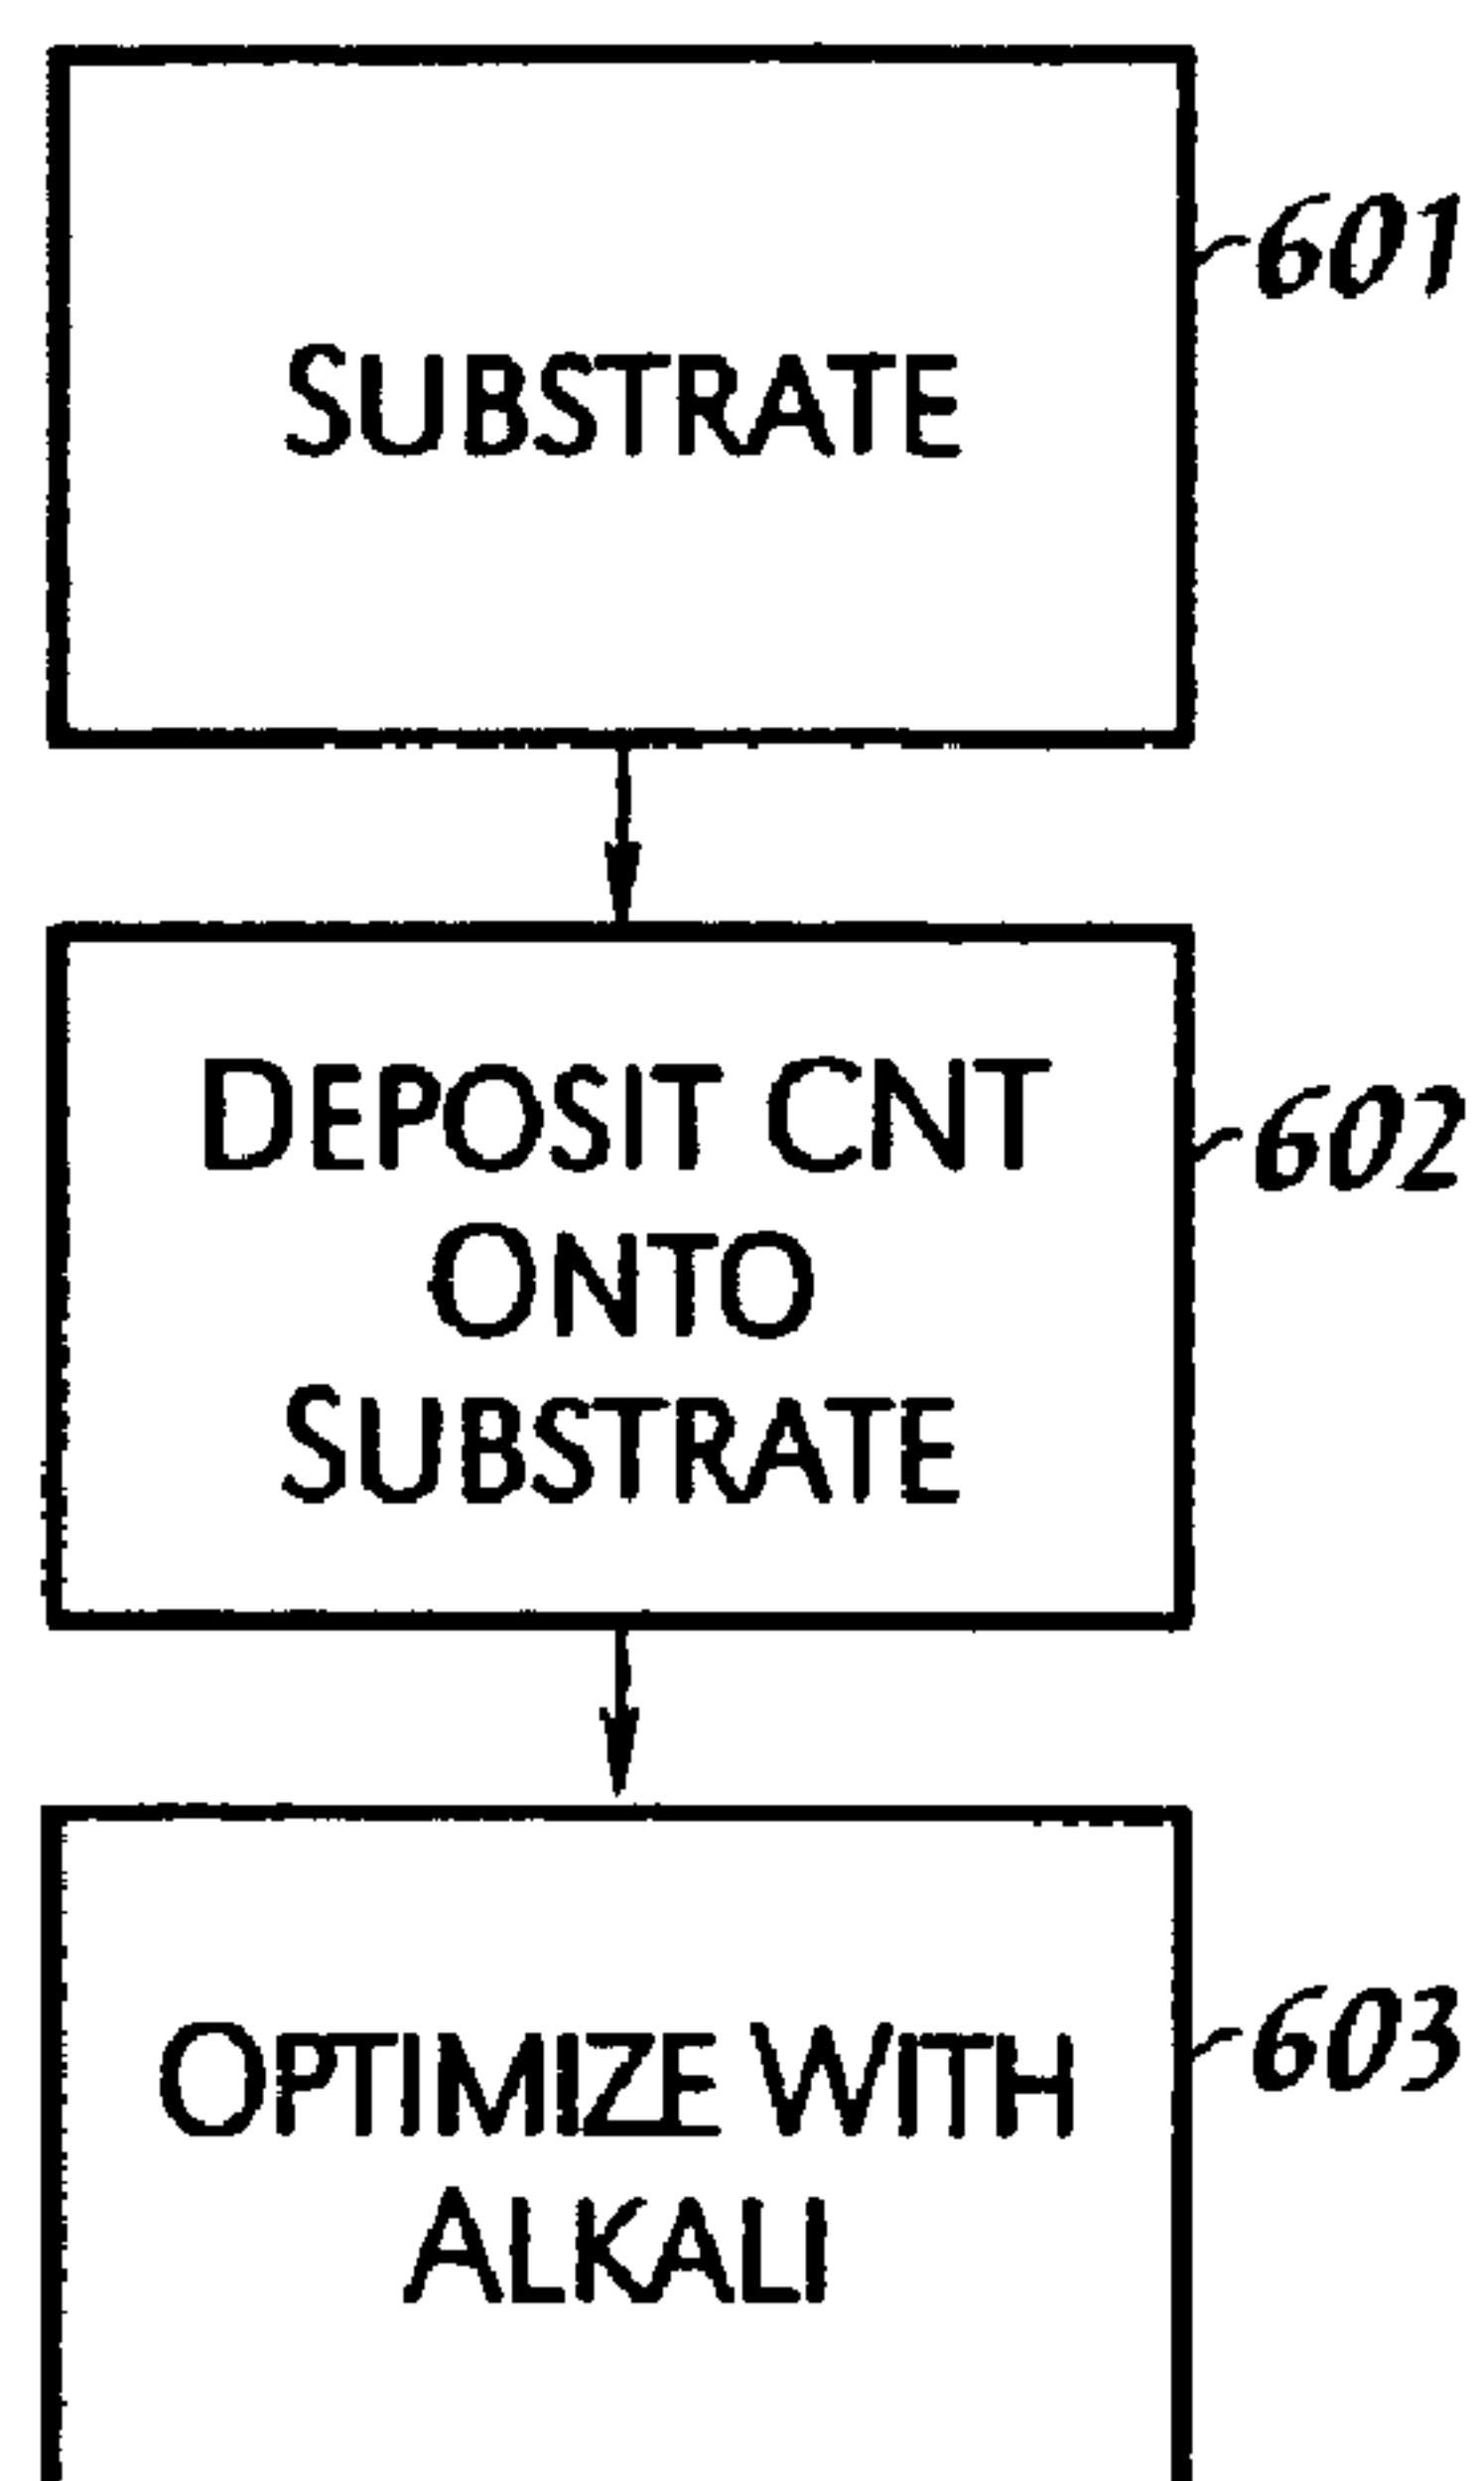 SUBSTRATE
601
DEPOSIT CNT
ONTO
SUBSTRATE
602
OPTIMIZE WITH
ALKALI
603